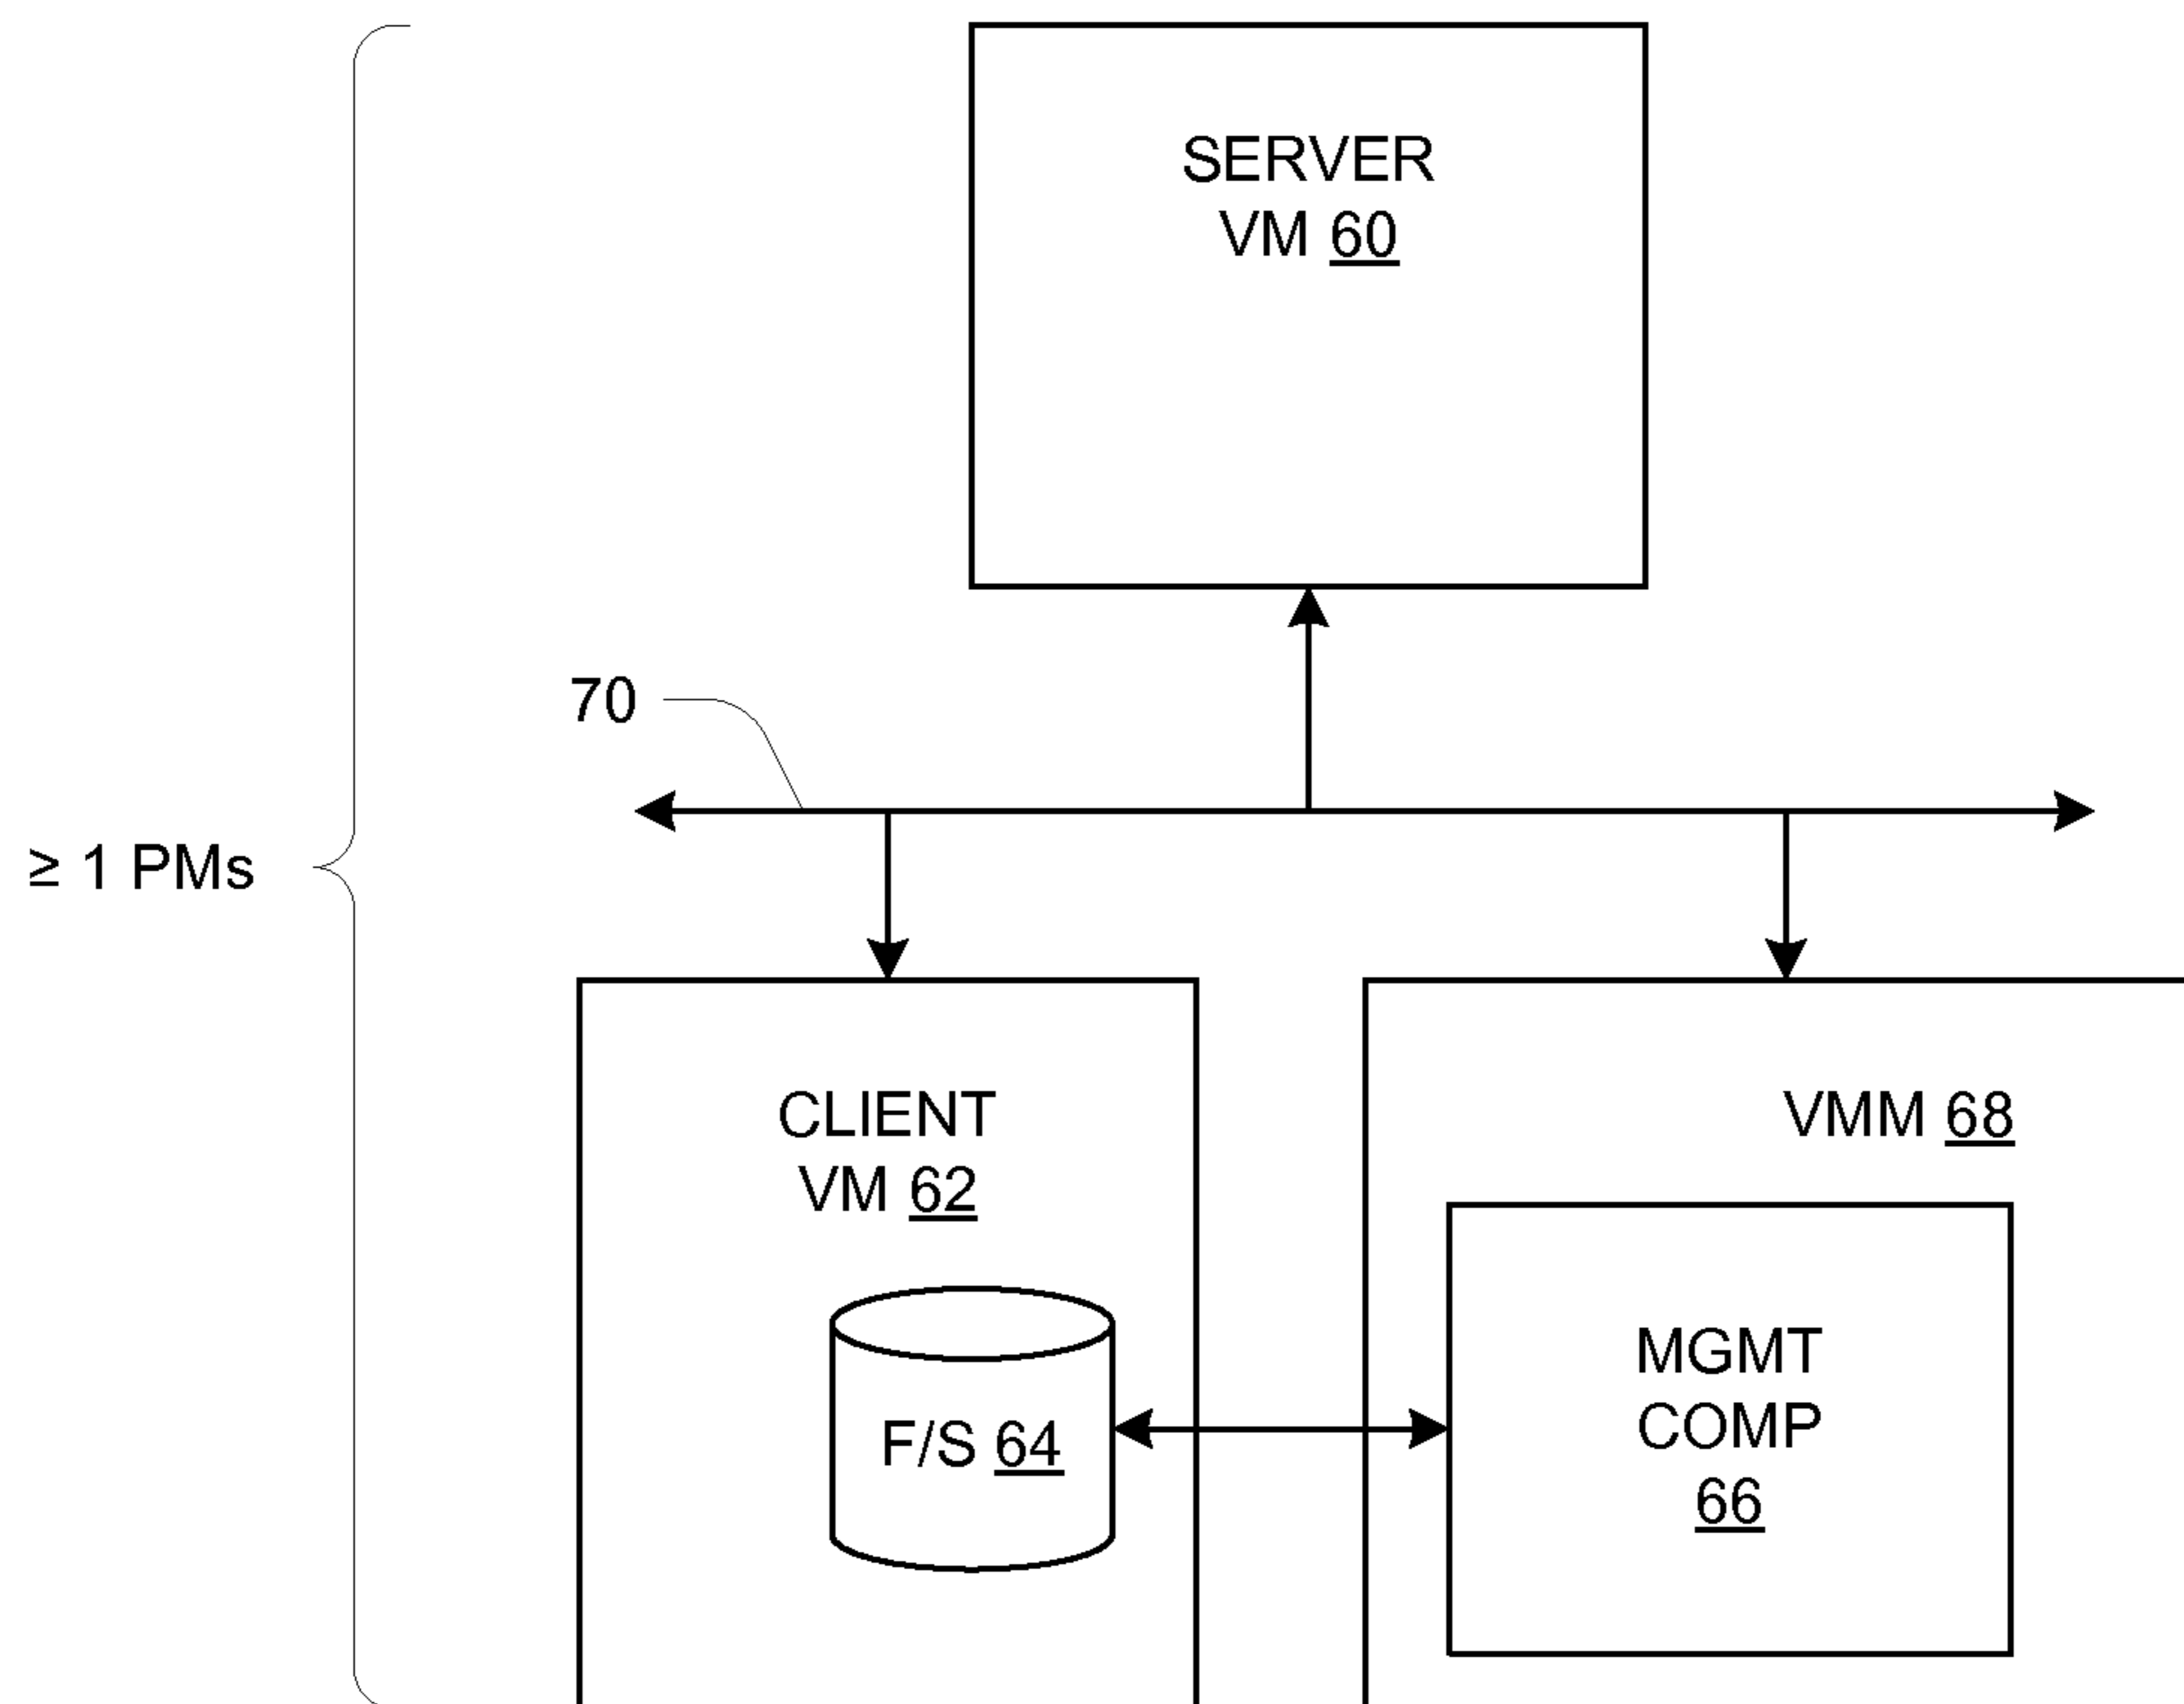 SERVER
VM 60
70
≥ 1 PMs
CLIENT
VM 62
VMM 68
F/S 64
MGMT
COMP
66